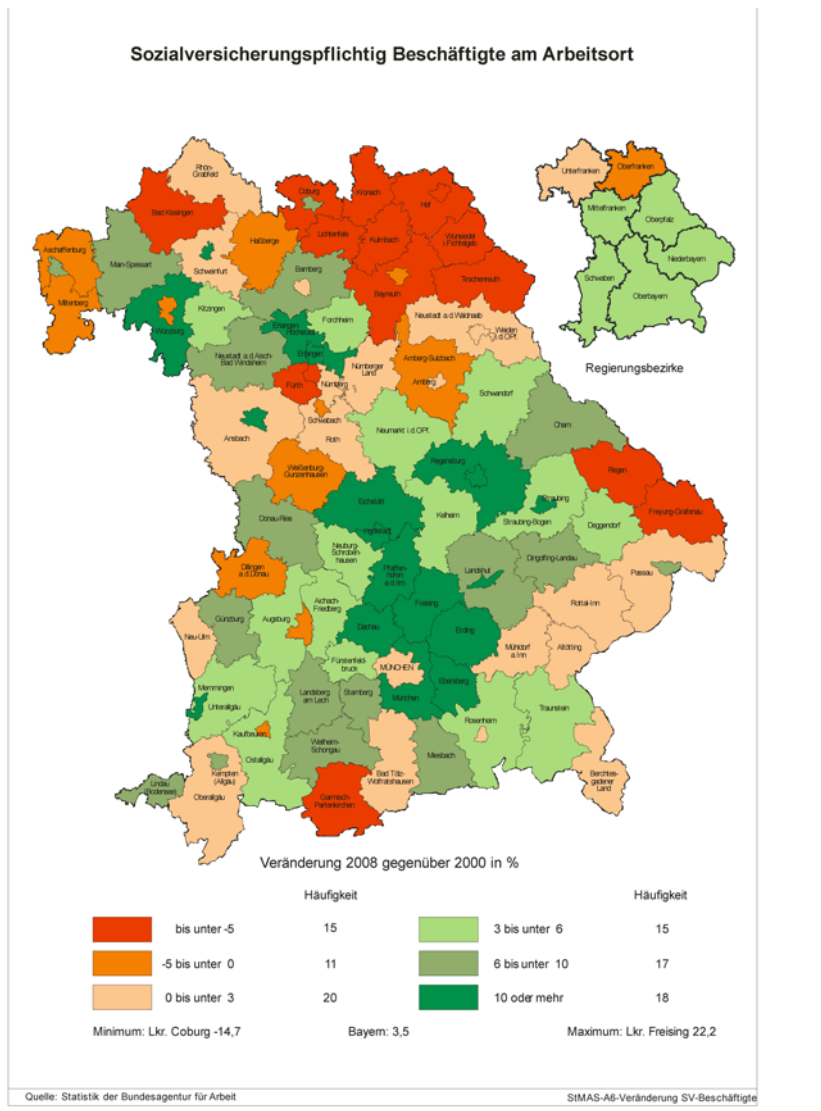 Sozialversicherungspflichtig Beschäftigte am Arbeitsort
Rhön-
Grabfeld
Bad Kissingen
Coburg
Kronach
Hof
Lichtenfels
Kulmbach
Wunsiedel
i.Fichtelgeb
Haßberge
Aschaffenburg
Main-Spessart
Schweinfurt
Bamberg
Tirschenreuth
Bayreuth
Miltenberg
Würzburg
Kitzingen
Erlangen-
Höchstadt
Forchheim
Neustadt a.d.Waldnaab
Weiden
i.d.OPf.
Neustadt a.d.Aisch-
Bad Windsheim
Erlangen
Nürnberger
Land
Amberg-Sulzbach
Amberg
Fürth
Nürnberg
Schwandorf
Schwabach
Ansbach
Roth
Neumarkt i.d.OPf.
Cham
Weißenburg-
Gunzenhausen
Regensburg
Regen
Eichstätt
Straubing
Freyung-Grafenau
Donau-Ries
Ingolstadt
Kelheim
Straubing-Bogen
Deggendorf
Neuburg-
Schroben-
hausen
Dingolfing-Landau
Dillingen
a.d.Donau
Pfaffen-
hofen
a.d.Ilm
Landshut
Passau
Aichach-
Friedberg
Freising
Rottal-Inn
Günzburg
Augsburg
Dachau
Erding
Neu-Ulm
Mühldorf
a.Inn
Altötting
Fürstenfeld-
bruck
MÜNCHEN
Ebersberg
Memmingen
Unterallgäu
Landsberg
am Lech
Starnberg
München
Traunstein
Rosenheim
Kaufbeuren
Weilheim-
Schongau
Ostallgäu
Miesbach
Lindau
(Bodensee)
Kempten
(Allgäu)
Oberallgäu
Bad Tölz-
Wolfratshausen
Garmisch-
Partenkirchen
Berchtes-
gadener
Land
Unterfranken
Oberfranken
Mittelfranken
Oberpfalz
Niederbayern
Schwaben
Oberbayern
Regierungsbezirke
Veränderung 2008 gegenüber 2000 in %
Häufigkeit Häufigkeit
bis unter -5 15 3 bis unter 6 15
-5 bis unter 0 11 6 bis unter 10 17
0 bis unter 3 20 10 oder mehr 18
Minimum: Lkr. Coburg -14,7 Bayern: 3,5 Maximum: Lkr. Freising 22,2
Quelle: Statistik der Bundesagentur für Arbeit StMAS-A6-Veränderung SV-Beschäftigte